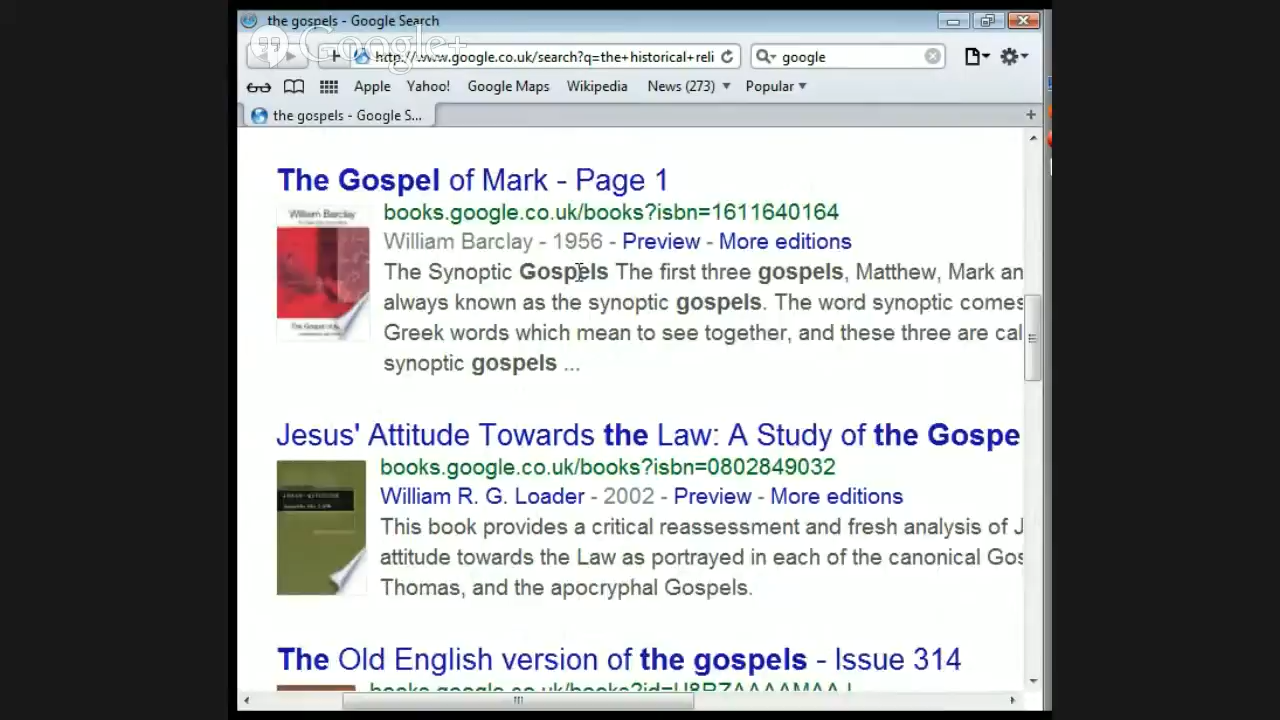 the gospels - Google Search
Google+
http://www.google.co.uk/search?q=the+historical+reli
google
Apple Yahoo! Google Maps Wikipedia News (273) Popular
the gospels - Google S...
The Gospel of Mark - Page 1
William Barclay
books.google.co.uk/books?isbn=1611640164
William Barclay - 1956 - Preview - More editions
The Synoptic Gospels The first three gospels, Matthew, Mark an
always known as the synoptic gospels. The word synoptic comes
Greek words which mean to see together, and these three are cal
synoptic gospels ...
Jesus' Attitude Towards the Law: A Study of the Gospe
books.google.co.uk/books?isbn=0802849032
William R. G. Loader - 2002 - Preview - More editions
This book provides a critical reassessment and fresh analysis of J
attitude towards the Law as portrayed in each of the canonical Gos
Thomas, and the apocryphal Gospels.
The Old English version of the gospels - Issue 314